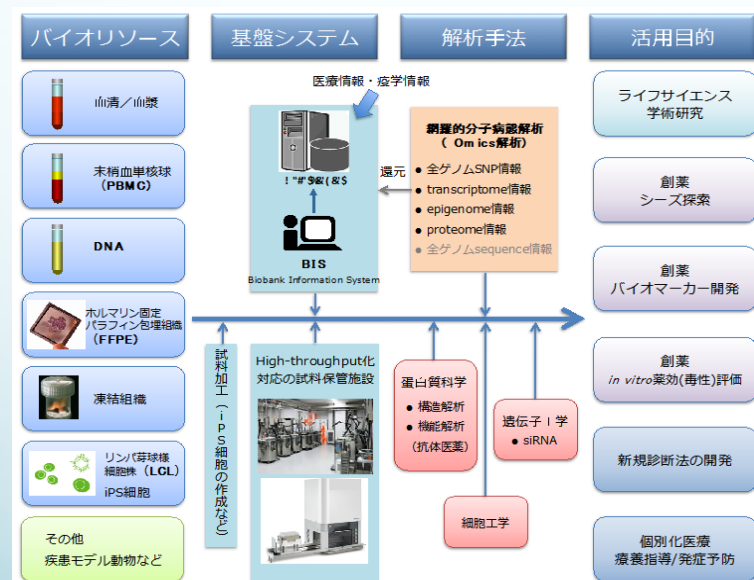 バイオリソース
基盤システム
解析手法
活用目的
血清／血漿
末梢血単核球
（PBMC）
DNA
ホルマリン固定
パラフィン包埋組織
（FFPE）
凍結組織
リンパ芽球様
細胞株（LCL）
iPS細胞
その他
疾患モデル動物など
医療情報・疫学情報
! "#'$%&( &'$
BIS
Biobank Information System
試料加工（iPS細胞の作成など）
High-throughput化
対応の試料保管施設
還元
網羅的分子病態解析
（ Omics解析）
● 全ゲノムSNP情報
● transcriptome情報
● epigenome情報
● proteome情報
● 全ゲノムsequence情報
蛋白質科学
● 構造解析
● 機能解析
（抗体医薬）
細胞工学
遺伝子工学
● siRNA
ライフサイエンス
学術研究
創薬
シーズ探索
創薬
バイオマーカー開発
創薬
in vitro薬効(毒性)評価
新規診断法の開発
個別化医療
療養指導/発症予防